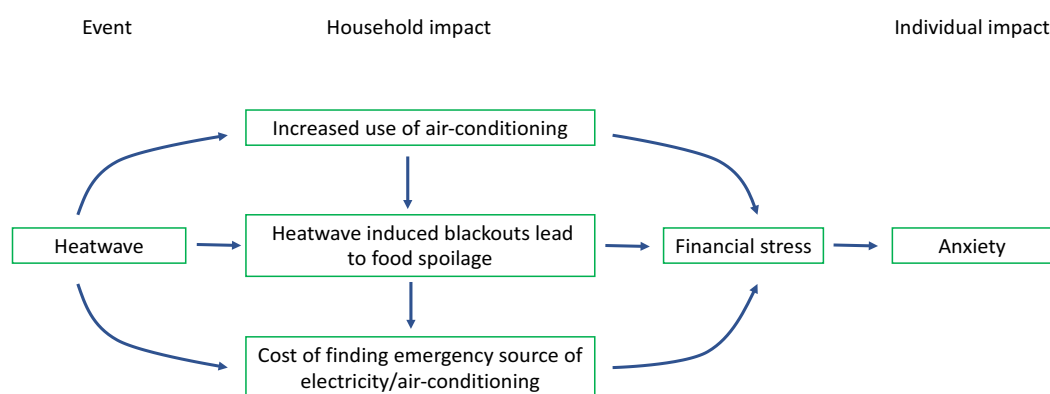 Event
Household impact
Individual impact
Increased use of air-conditioning
Heatwave
Heatwave induced blackouts lead
to food spoilage
Financial stress
Anxiety
Cost of finding emergency source of
electricity/air-conditioning